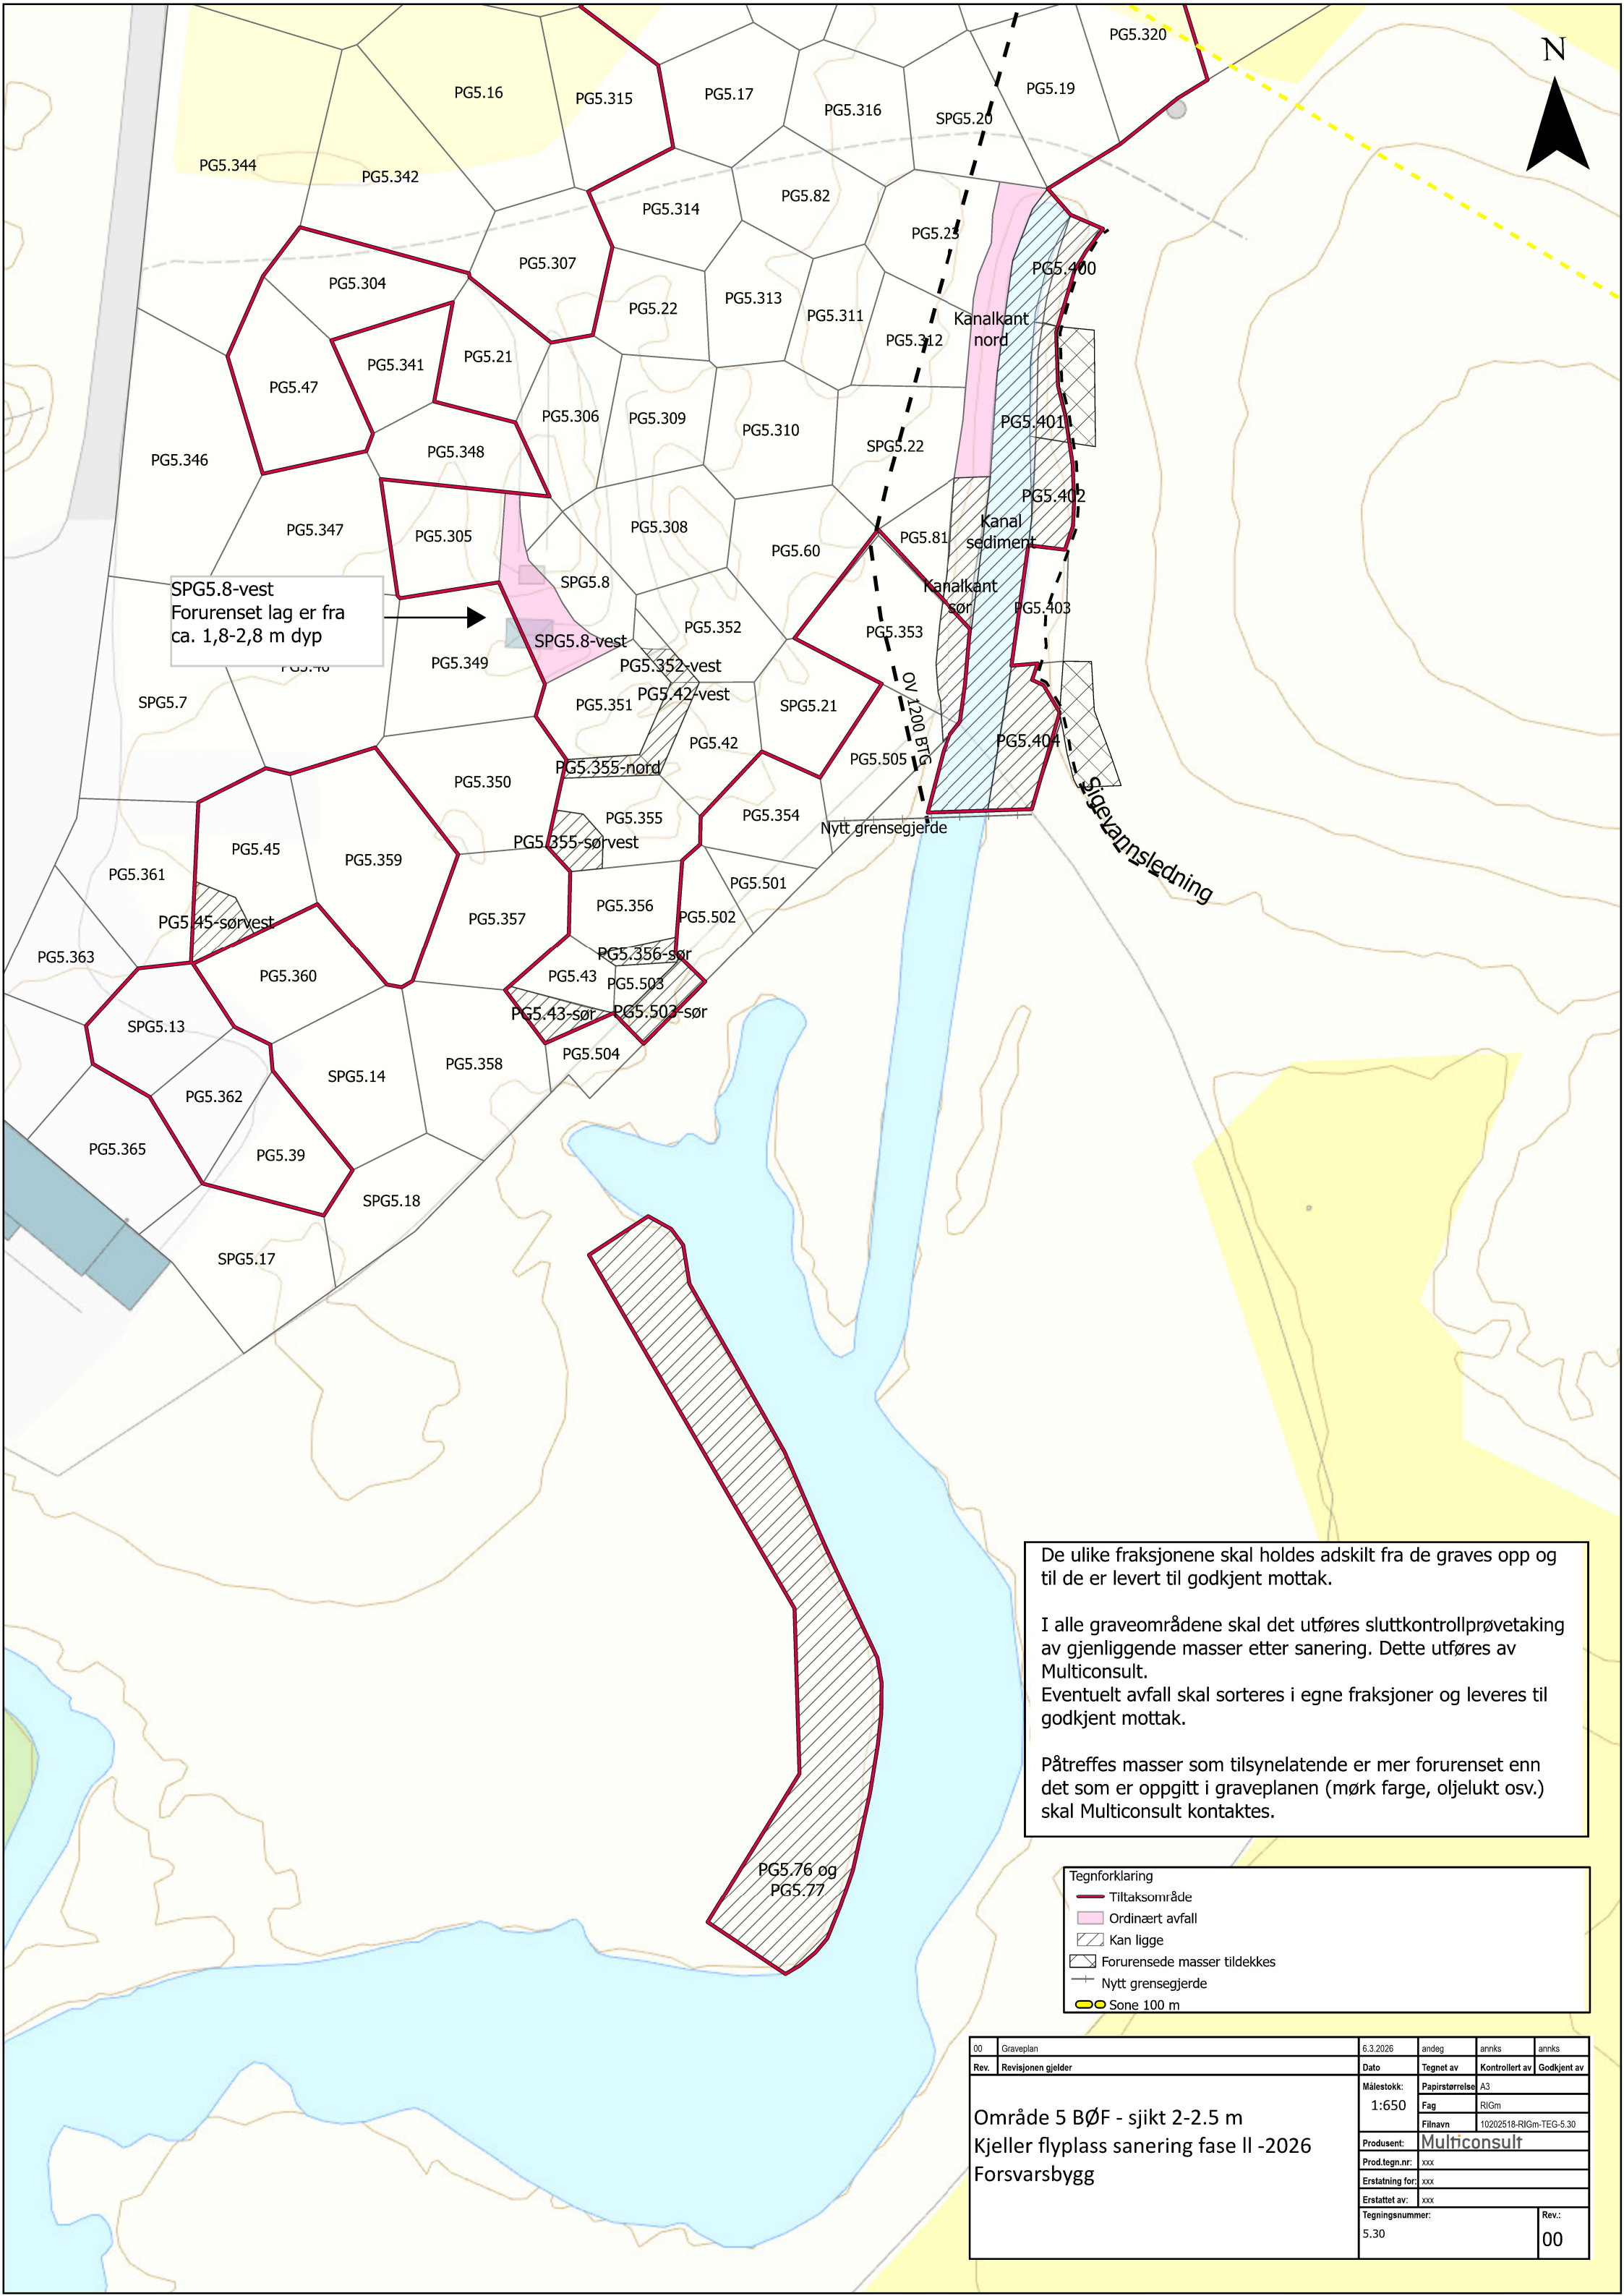 PG5.320
N
PG5.19
PG5.16
PG5.315
PG5.17
PG5.316
SPG5.20
PG5.344
PG5.342
PG5.314
PG5.82
PG5.23
PG5.307
PG5.400
PG5.304
PG5.22
PG5.313
PG5.311
PG5.312
Kanalkant
nord
PG5.47
PG5.341
PG5.21
PG5.306
PG5.309
PG5.310
PG5.401
PG5.346
PG5.348
SPG5.22
PG5.402
PG5.347
PG5.305
PG5.308
PG5.60
PG5.81
Kanal
sediment
SPG5.8-vest
Forurenset lag er fra
ca. 1,8-2,8 m dyp
SPG5.8
Kanalkant
sør
PG5.403
PG5.352
PG5.353
SPG5.8-vest
PG5.349
PG5.352-vest
PG5.42-vest
SPG5.7
PG5.351
SPG5.21
OV 1200 BTG
PG5.42
PG5.404
PG5.505
PG5.355-nord
PG5.350
Sigevannsledning
PG5.355
PG5.354
Nytt grensegjerde
PG5.355-sørvest
PG5.45
PG5.359
PG5.361
PG5.501
PG5.356
PG5.502
PG5.45-sørvest
PG5.357
PG5.363
PG5.356-sør
PG5.360
PG5.43
PG5.503
PG5.43-sør
PG5.503-sør
SPG5.13
PG5.504
PG5.358
SPG5.14
PG5.362
PG5.365
PG5.39
SPG5.18
SPG5.17
De ulike fraksjonene skal holdes adskilt fra de graves opp og
til de er levert til godkjent mottak.
I alle graveområdene skal det utføres sluttkontrollprøvetaking
av gjenliggende masser etter sanering. Dette utføres av
Multiconsult.
Eventuelt avfall skal sorteres i egne fraksjoner og leveres til
godkjent mottak.
Påtreffes masser som tilsynelatende er mer forurenset enn
det som er oppgitt i graveplanen (mørk farge, oljelukt osv.)
skal Multiconsult kontaktes.
PG5.76 og
PG5.77
Tegnforklaring
Tiltaksområde
Ordinært avfall
Kan ligge
Forurensede masser tildekkes
Nytt grensegjerde
Sone 100 m
00 Graveplan 6.3.2026 andeg annks annks
Rev. Revisjonen gjelder Dato Tegnet av Kontrollert av Godkjent av
Område 5 BØF - sjikt 2-2.5 m
Kjeller flyplass sanering fase ll -2026
Forsvarsbygg
Målestokk:
1:650
Papirstørrelse A3
Fag RIGm
Filnavn 10202518-RIGm-TEG-5.30
Produsent: Multiconsult
Prod.tegn.nr: xxx
Erstatning for: xxx
Erstattet av: xxx
Tegningsnummer:
5.30
Rev.:
00